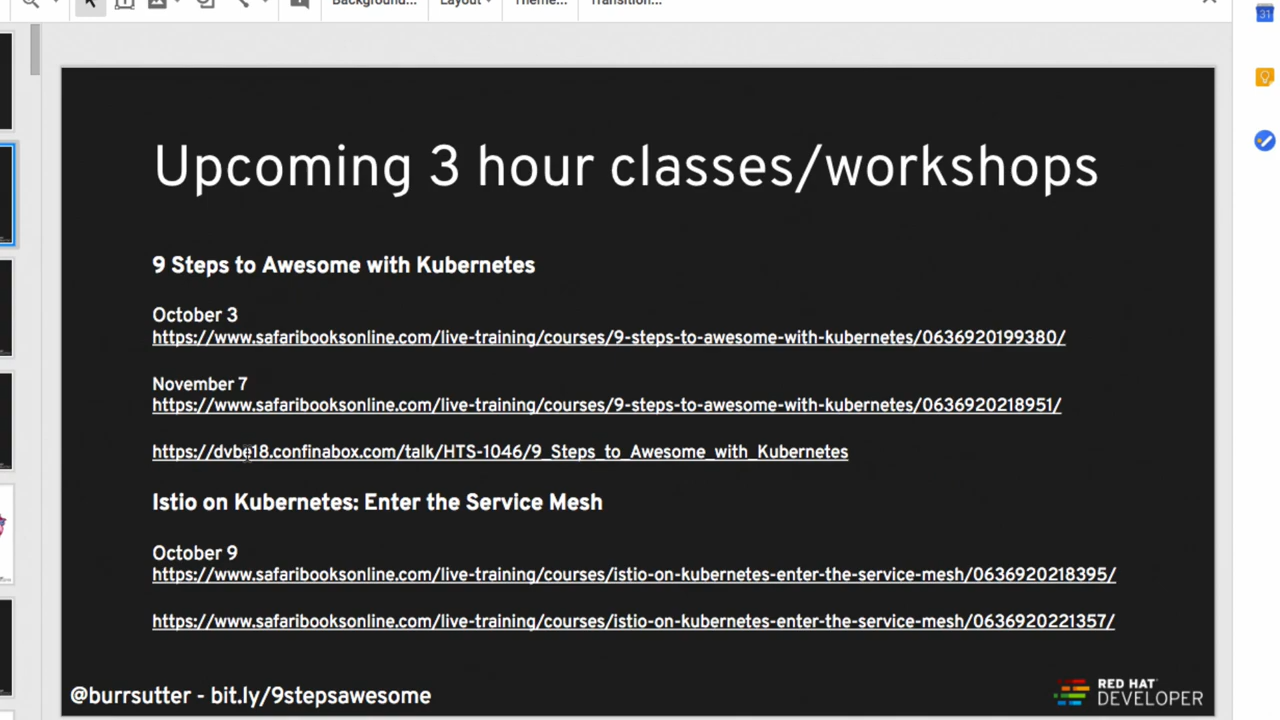 Background...
Layout
Theme...
Transition...
31
Upcoming 3 hour classes/workshops
9 Steps to Awesome with Kubernetes
October 3
https://www.safaribooksonline.com/live-training/courses/9-steps-to-awesome-with-kubernetes/0636920199380/
November 7
https://www.safaribooksonline.com/live-training/courses/9-steps-to-awesome-with-kubernetes/0636920218951/
https://dvbe18.confinabox.com/talk/HTS-1046/9_Steps_to_Awesome_with_Kubernetes
Istio on Kubernetes: Enter the Service Mesh
October 9
https://www.safaribooksonline.com/live-training/courses/istio-on-kubernetes-enter-the-service-mesh/0636920218395/
https://www.safaribooksonline.com/live-training/courses/istio-on-kubernetes-enter-the-service-mesh/0636920221357/
@burrsutter - bit.ly/9stepsawesome
RED HAT
DEVELOPER